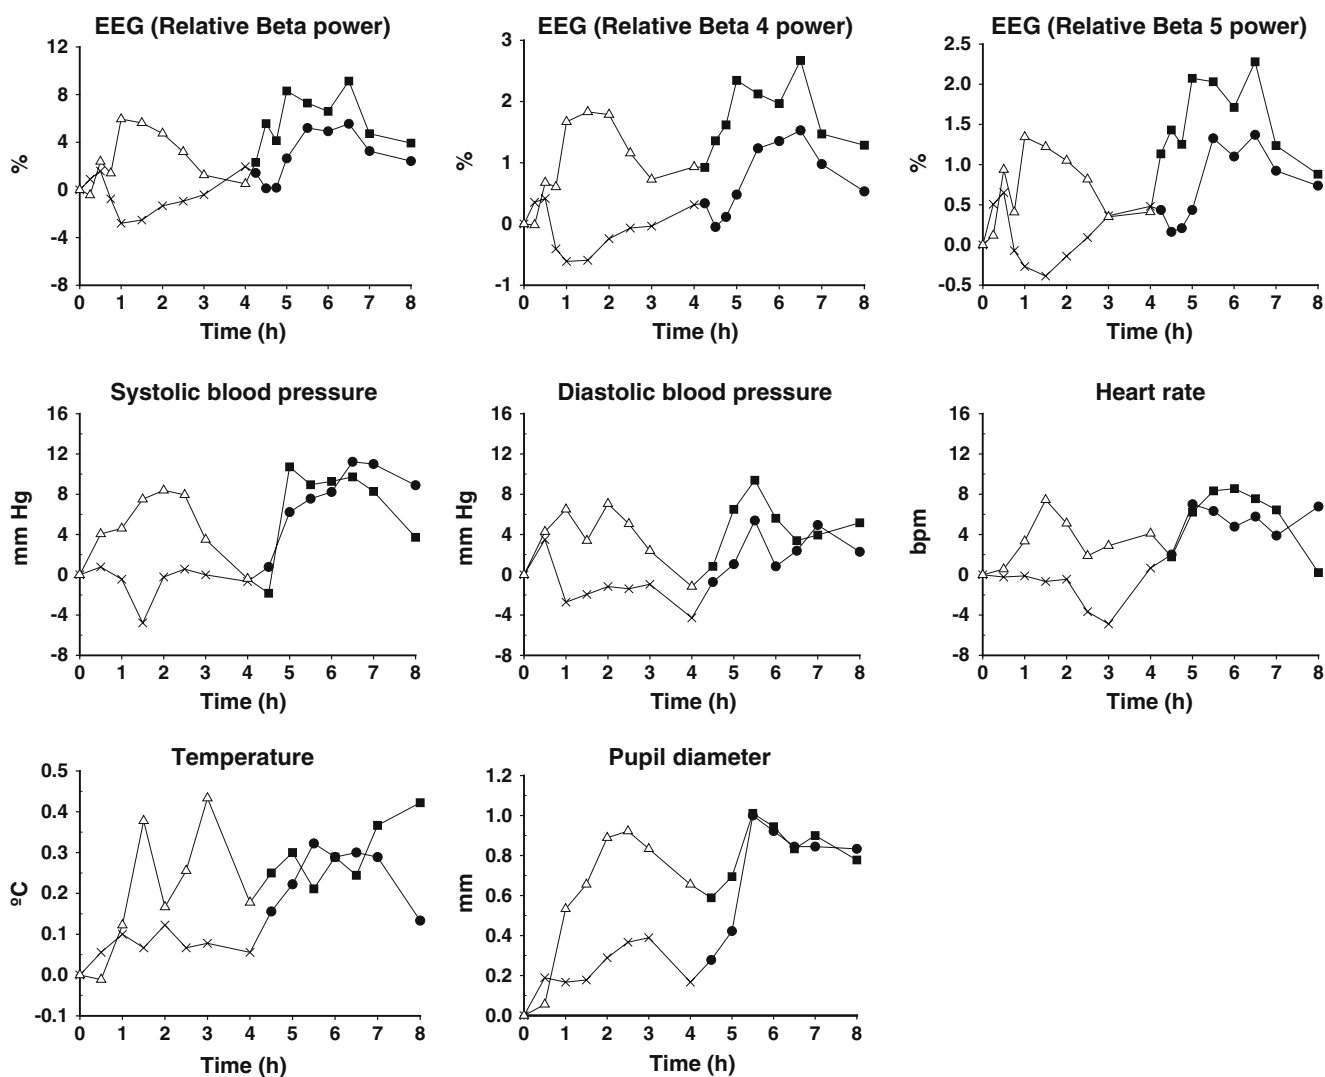 EEG (Relative Beta power)
12
8
4
0
-4
-8
%
0 1 2 3 4 5 6 7 8
Time (h)
EEG (Relative Beta 4 power)
3
2
1
0
-1
%
0 1 2 3 4 5 6 7 8
Time (h)
EEG (Relative Beta 5 power)
2.5
2.0
1.5
1.0
0.5
0.0
-0.5
%
0 1 2 3 4 5 6 7 8
Time (h)
Systolic blood pressure
16
12
8
4
0
-4
-8
mm Hg
0 1 2 3 4 5 6 7 8
Time (h)
Diastolic blood pressure
16
12
8
4
0
-4
-8
mm Hg
0 1 2 3 4 5 6 7 8
Time (h)
Heart rate
16
12
8
4
0
-4
-8
bpm
0 1 2 3 4 5 6 7 8
Time (h)
Temperature
0.5
0.4
0.3
0.2
0.1
0.0
-0.1
ºC
0 1 2 3 4 5 6 7 8
Time (h)
Pupil diameter
1.2
1.0
0.8
0.6
0.4
0.2
0.0
mm
0 1 2 3 4 5 6 7 8
Time (h)